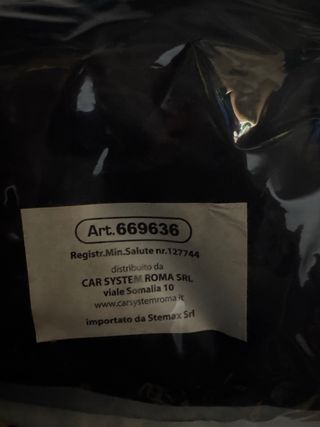 Art.669636
Registr.Min.Salute nr.127744
distribuito da
CAR SYSTEM ROMA SRL
viale Somalia 10
www.carsystemroma.it
importato da Stemax Srl